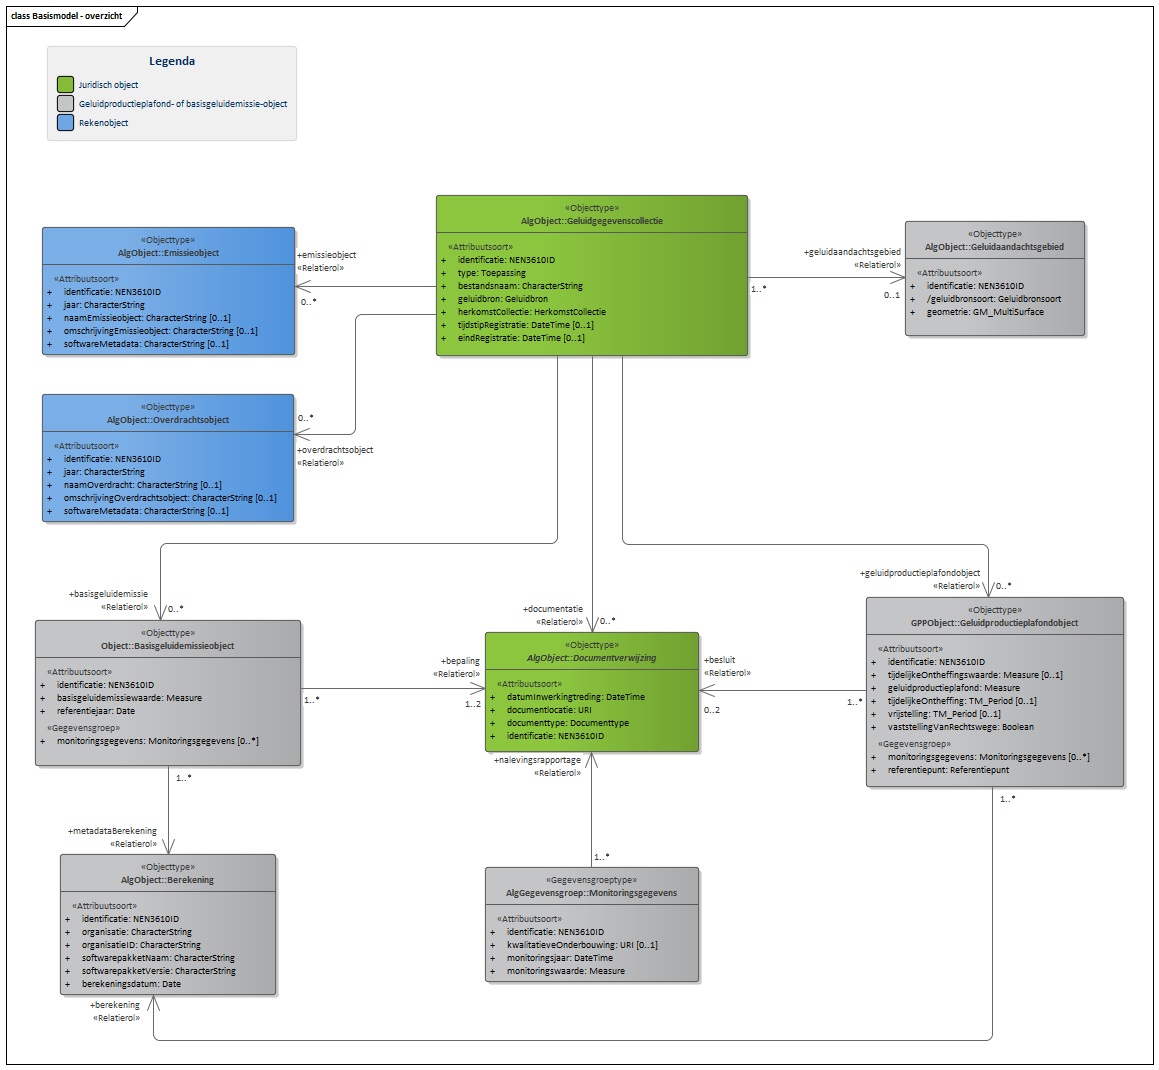 class Basismodel - overzicht
Legenda
Juridisch object
Geluidproductieplafond- of basisgeluidemissie-object
Rekenobject
«Objecttype»
AlgObject::Geluidgegevenscollectie
«Attribuutsoort»
+ identificatie: NEN3610ID
+ type: Toepassing
+ bestandsnaam: CharacterString
+ geluidbron: Geluidbron
+ herkomstCollectie: HerkomstCollectie
+ tijdstipRegistratie: DateTime [0..1]
+ eindRegistratie: DateTime [0..1]
«Objecttype»
AlgObject::Emissieobject
«Attribuutsoort»
+ identificatie: NEN3610ID
+ jaar: CharacterString
+ naamEmissieobject: CharacterString [0..1]
+ omschrijvingEmissieobject: CharacterString [0..1]
+ softwareMetadata: CharacterString [0..1]
+emissieobject
«Relatierol»
0..*
+geluidaandachtsgebied
«Relatierol»
1..*
0..1
«Objecttype»
AlgObject::Geluidaandachtsgebied
«Attribuutsoort»
+ identificatie: NEN3610ID
+ /geluidbronsoort: Geluidbronsoort
+ geometrie: GM_MultiSurface
«Objecttype»
AlgObject::Overdrachtsobject
«Attribuutsoort»
+ identificatie: NEN3610ID
+ jaar: CharacterString
+ naamOverdracht: CharacterString [0..1]
+ omschrijvingOverdrachtsobject: CharacterString [0..1]
+ softwareMetadata: CharacterString [0..1]
0..*
+overdrachtsobject
«Relatierol»
+basisgeluidemissie
«Relatierol»
0..*
+documentatie
«Relatierol»
0..*
+geluidproductieplafondobject
«Relatierol»
0..*
«Objecttype»
Object::Basisgeluidemissieobject
«Attribuutsoort»
+ identificatie: NEN3610ID
+ basisgeluidemissiewaarde: Measure
+ referentiejaar: Date
«Gegevensgroep»
+ monitoringsgegevens: Monitoringsgegevens [0..*]
+bepaling
«Relatierol»
1..*
1..2
«Objecttype»
AlgObject::Documentverwijzing
«Attribuutsoort»
+ datumInwerkingtreding: DateTime
+ documentlocatie: URI
+ documenttype: Documenttype
+ identificatie: NEN3610ID
+besluit
«Relatierol»
0..2
1..*
«Objecttype»
GPPObject::Geluidproductieplafondobject
«Attribuutsoort»
+ identificatie: NEN3610ID
+ tijdelijkeOntheffingswaarde: Measure [0..1]
+ geluidproductieplafond: Measure
+ tijdelijkeOntheffing: TM_Period [0..1]
+ vrijstelling: TM_Period [0..1]
+ vaststellingVanRechtswege: Boolean
«Gegevensgroep»
+ monitoringsgegevens: Monitoringsgegevens [0..*]
+ referentiepunt: Referentiepunt
+nalevingsrapportage
«Relatierol»
1..*
1..*
1..*
+metadataBerekening
«Relatierol»
«Objecttype»
AlgObject::Berekening
«Attribuutsoort»
+ identificatie: NEN3610ID
+ organisatie: CharacterString
+ organisatieID: CharacterString
+ softwarepakketNaam: CharacterString
+ softwarepakketVersie: CharacterString
+ berekeningsdatum: Date
«Gegevensgroeptype»
AlgGegevensgroep::Monitoringsgegevens
«Attribuutsoort»
+ identificatie: NEN3610ID
+ kwalitatieveOnderbouwing: URI [0..1]
+ monitoringsjaar: DateTime
+ monitoringswaarde: Measure
+berekening
«Relatierol»